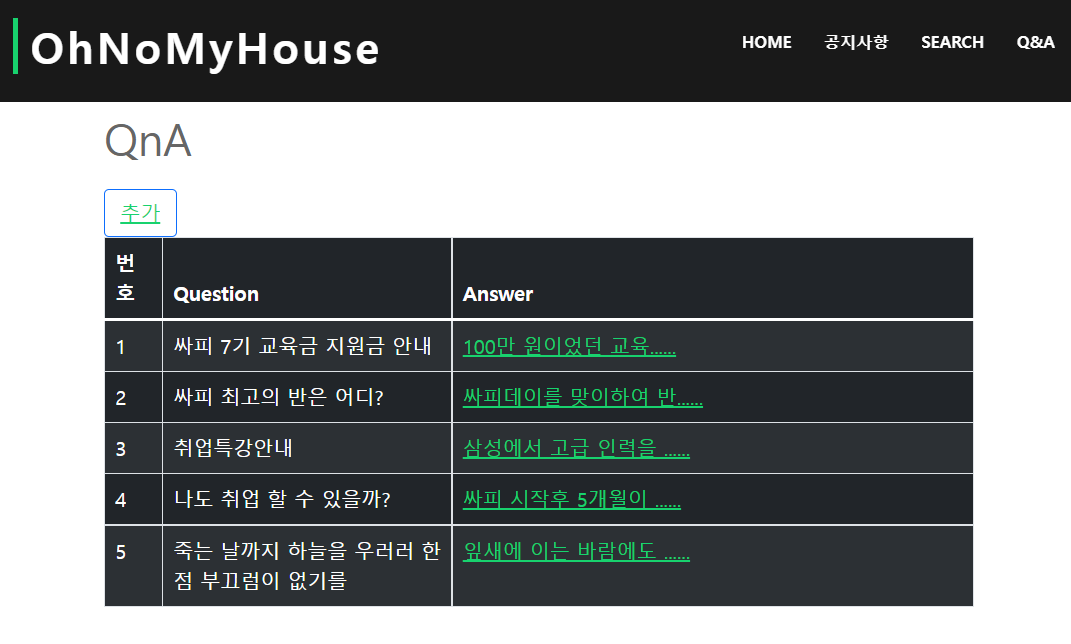 OhNoMyHouse
HOME 공지사항 SEARCH Q&A
QnA
추가
번
호
Question Answer
1 싸피 7기 교육금 지원금 안내 100만 원이었던 교육......
2 싸피 최고의 반은 어디? 싸피데이를 맞이하여 반......
3 취업특강안내 삼성에서 고급 인력을 ......
4 나도 취업 할 수 있을까? 싸피 시작후 5개월이 ......
5 죽는 날까지 하늘을 우러러 한 잎새에 이는 바람에도 ......
점 부끄럼이 없기를